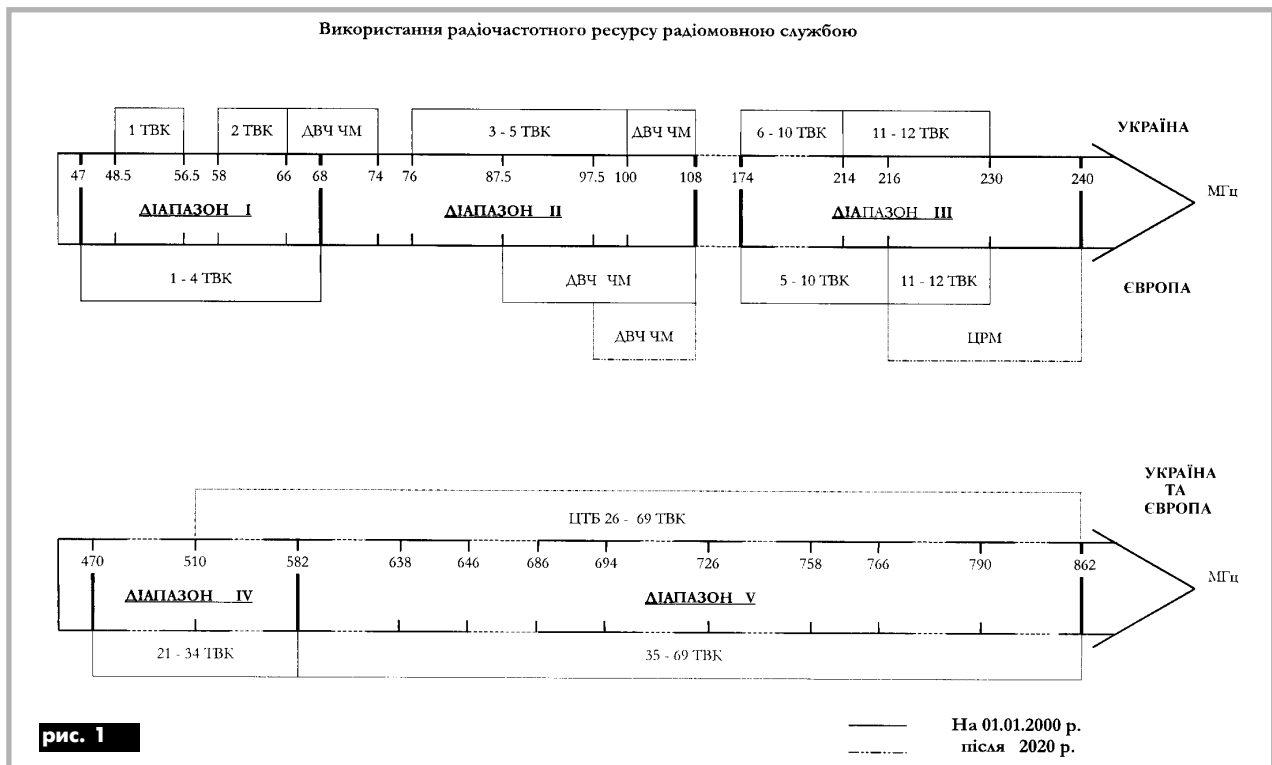 Використання радіочастотного ресурсу радіомовною службою
1 ТВК 2 ТВК ДВЧ ЧМ 3 - 5 ТВК ДВЧ ЧМ 6 - 10 ТВК 11 - 12 ТВК УКРАЇНА
47 48.5 56.5 58 66 68 74 76 87.5 97.5 100 108 174 214 216 230 240 МГц
ДІАПАЗОН I ДІАПАЗОН II ДІАПАЗОН III
1 - 4 ТВК ДВЧ ЧМ 5 - 10 ТВК 11 - 12 ТВК ЄВРОПА
ДВЧ ЧМ ЦРМ
УКРАЇНА
ТА
ЄВРОПА
ЦТБ 26 - 69 ТВК
470 510 582 638 646 686 694 726 758 766 790 862 МГц
ДІАПАЗОН IV ДІАПАЗОН V
21 - 34 ТВК 35 - 69 ТВК
рис. 1
На 01.01.2000 р.
після 2020 р.